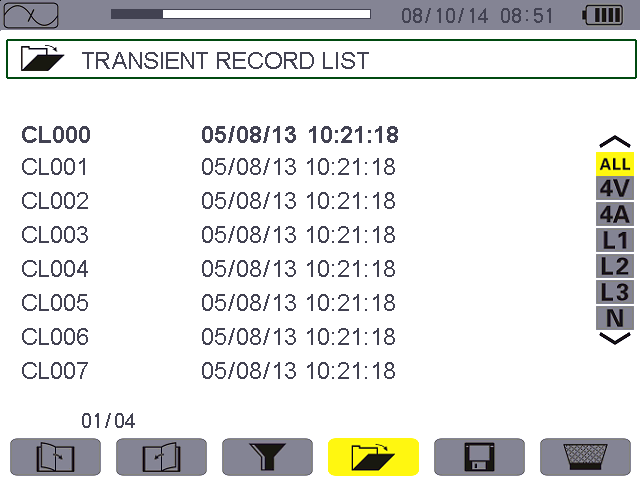 08/10/14 08:51
TRANSIENT RECORD LIST
CL000 05/08/13 10:21:18
CL001 05/08/13 10:21:18
CL002 05/08/13 10:21:18
CL003 05/08/13 10:21:18
CL004 05/08/13 10:21:18
CL005 05/08/13 10:21:18
CL006 05/08/13 10:21:18
CL007 05/08/13 10:21:18
ALL
4V
4A
L1
L2
L3
N
01/04